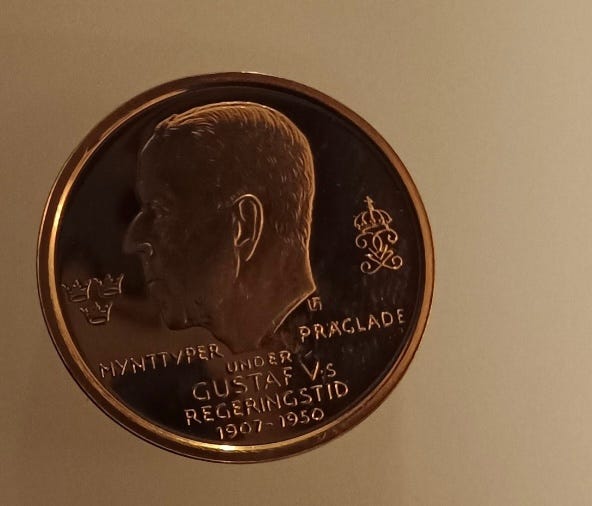 MYNTTYPER UNDER PRÄGLADE
GUSTAF V:S
REGERINGSTID
1907-1950